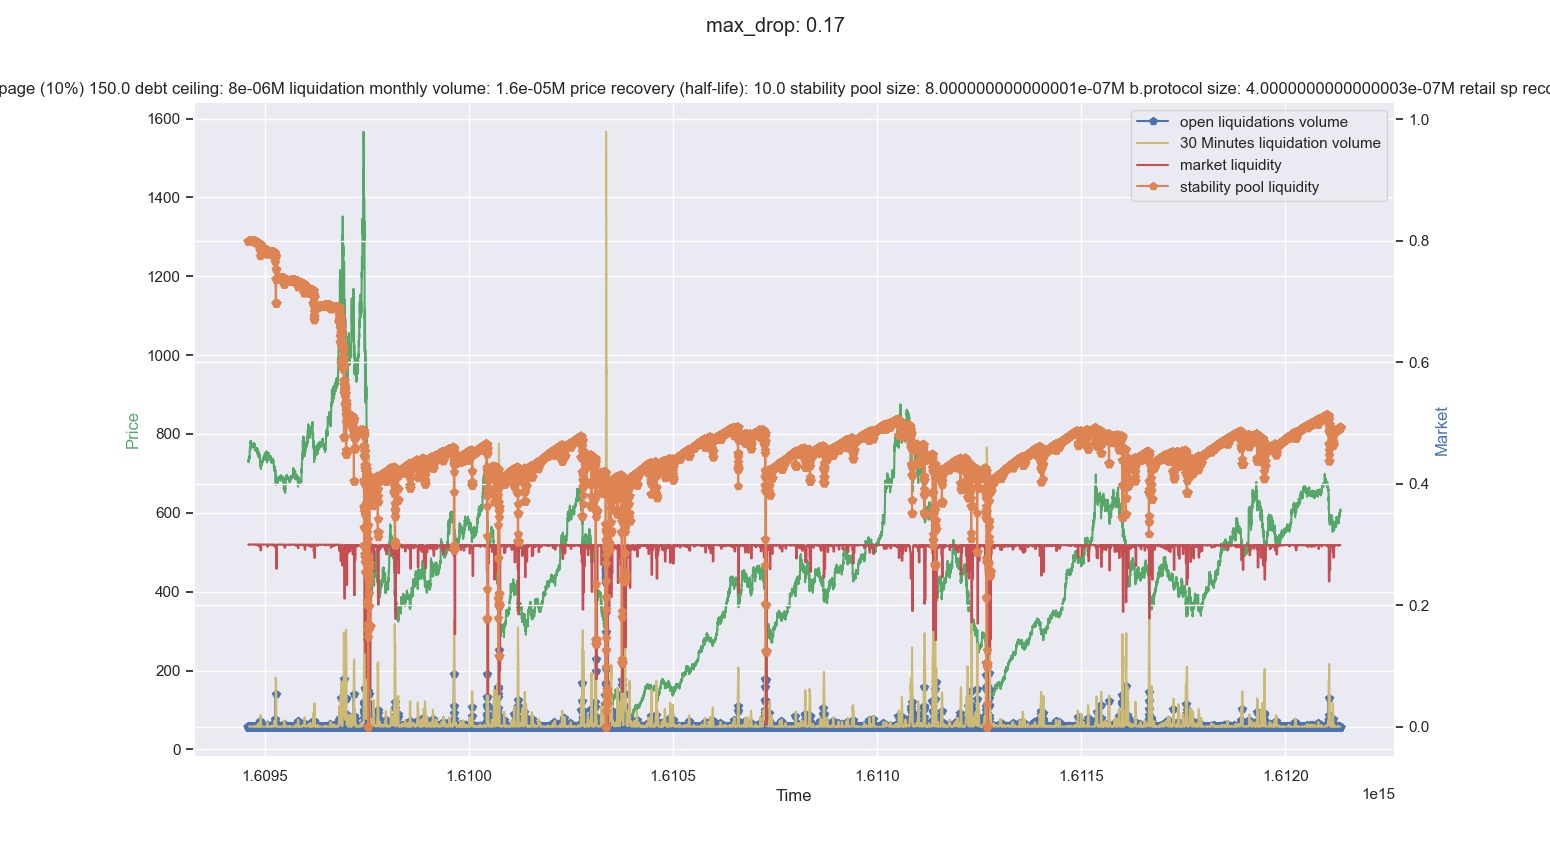 max_drop: 0.17
page (10%) 150.0 debt ceiling: 8e-06M liquidation monthly volume: 1.6e-05M price recovery (half-life): 10.0 stability pool size: 8.000000000000001e-07M b.protocol size: 4.0000000000000003e-07M retail sp reco
open liquidations volume
30 Minutes liquidation volume
market liquidity
stability pool liquidity
1600
1400
1200
1000
800
600
400
200
0
Price
1.0
0.8
0.6
0.4
0.2
0.0
Market
1.6095 1.6100 1.6105 1.6110 1.6115 1.6120
Time
1e15